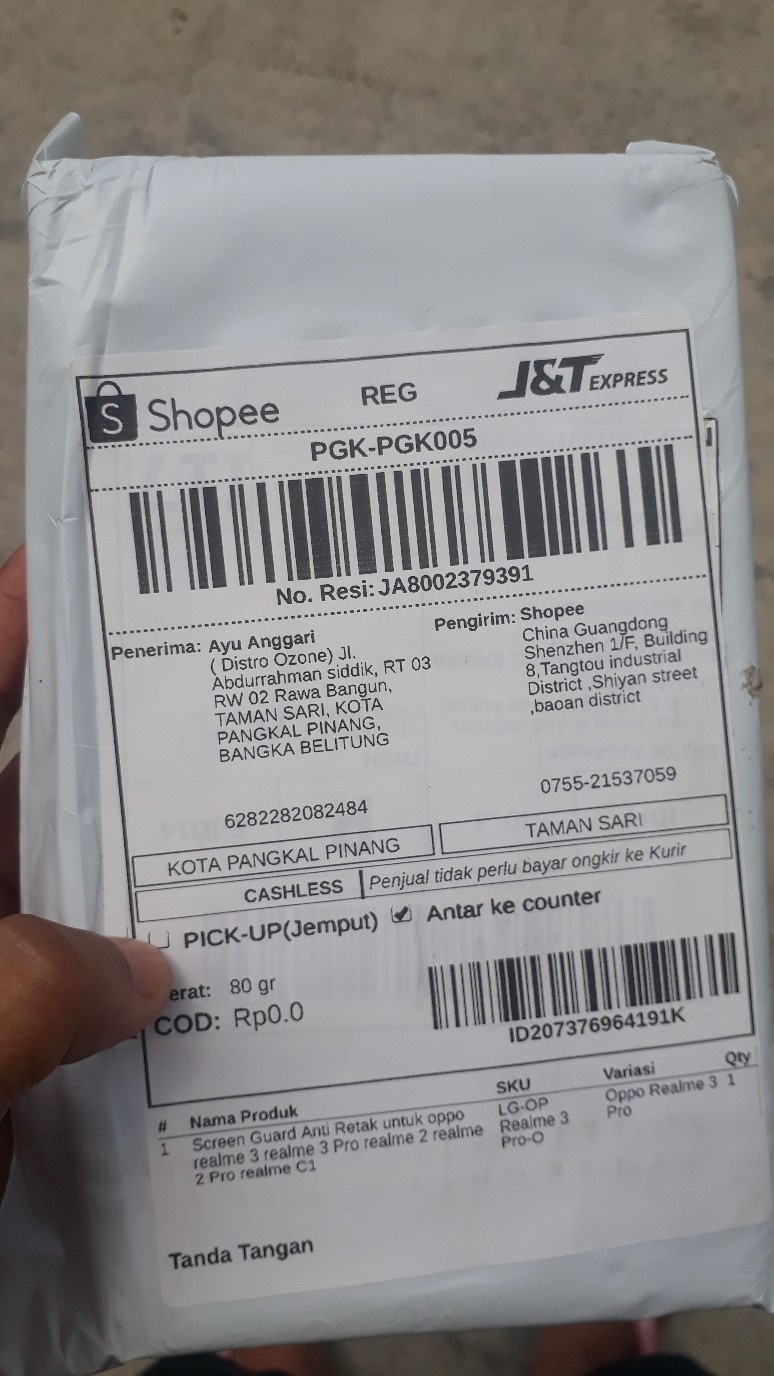 S Shopee REG J&T EXPRESS
PGK-PGK005
No. Resi: JA8002379391
Penerima: Ayu Anggari
( Distro Ozone) Jl.
Abdurrahman siddik, RT 03
RW 02 Rawa Bangun,
TAMAN SARI, KOTA
PANGKAL PINANG,
BANGKA BELITUNG
6282282082484
Pengirim: Shopee
China Guangdong
Shenzhen 1/F, Building
8,Tangtou industrial
District ,Shiyan street
,baoan district
0755-21537059
KOTA PANGKAL PINANG TAMAN SARI
CASHLESS Penjual tidak perlu bayar ongkir ke Kurir
PICK-UP(Jemput) Antar ke counter
erat: 80 gr
COD: Rp0.0
ID207376964191K
# Nama Produk SKU Variasi Qty
1 Screen Guard Anti Retak untuk oppo LG-OP Oppo Realme 3 1
realme 3 realme 3 Pro realme 2 realme Realme 3 Pro
2 Pro realme C1 Pro-O
Tanda Tangan